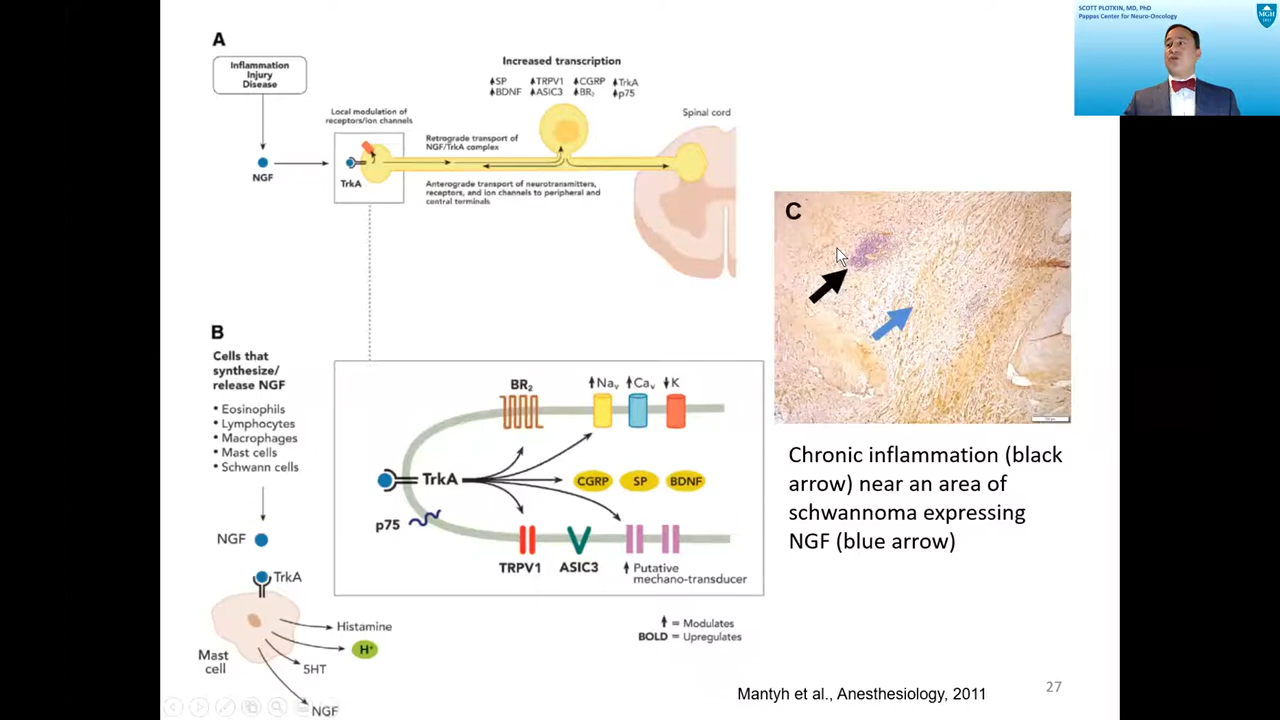 SCOTT PLOTKIN, MD, PhD
Pappas Center for Neuro-Oncology
MGH
1811
A
Inflammation
Injury
Disease
NGF
Local modulation of
receptors/ion channels
TrkA
Increased transcription
↑SP ↑TRPV1 ↑CGRP ↑TrkA
↑BDNF ↑ASIC3 ↑BR₂ ↑p75
Retrograde transport of
NGF/TrkA complex
Anterograde transport of neurotransmitters,
receptors, and ion channels to peripheral and
central terminals
Spinal cord
B
Cells that
synthesize/
release NGF
• Eosinophils
• Lymphocytes
• Macrophages
• Mast cells
• Schwann cells
NGF
TrkA
Mast
cell
Histamine
H⁺
5HT
NGF
BR₂
↑Naᵥ ↑Caᵥ ↓K
TrkA
CGRP SP BDNF
p75
TRPV1 ASIC3 ↑ Putative
mechano-transducer
↑ = Modulates
BOLD = Upregulates
C
Chronic inflammation (black
arrow) near an area of
schwannoma expressing
NGF (blue arrow)
Mantyh et al., Anesthesiology, 2011
27